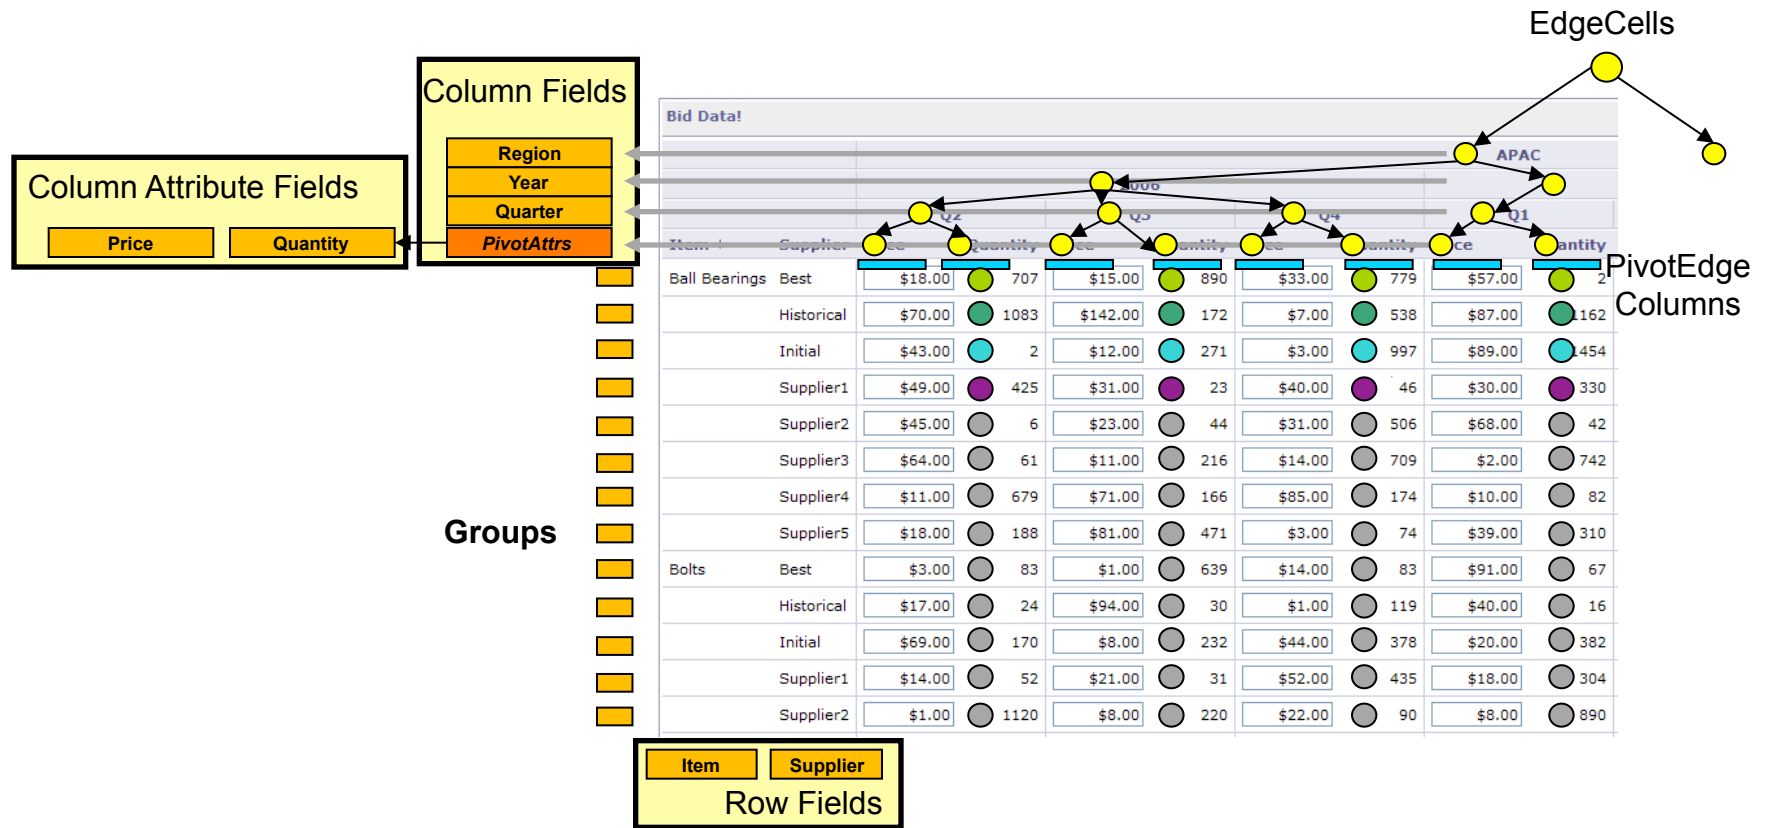 EdgeCells
Column Fields
Bid Data!
Region
APAC
Column Attribute Fields
Year
2006
Quarter
Q2 Q3 Q4 Q1
Price Quantity PivotAttrs
Item Supplier Quantity
PivotEdge
Columns
Ball Bearings Best $18.00 707 $15.00 890 $33.00 779 $57.00 2
Historical $70.00 1083 $142.00 172 $7.00 538 $87.00 1162
Initial $43.00 2 $12.00 271 $3.00 997 $89.00 1454
Supplier1 $49.00 425 $31.00 23 $40.00 46 $30.00 330
Supplier2 $45.00 6 $23.00 44 $31.00 506 $68.00 42
Supplier3 $64.00 61 $11.00 216 $14.00 709 $2.00 742
Supplier4 $11.00 679 $71.00 166 $85.00 174 $10.00 82
Groups
Supplier5 $18.00 188 $81.00 471 $3.00 74 $39.00 310
Bolts Best $3.00 83 $1.00 639 $14.00 83 $91.00 67
Historical $17.00 24 $94.00 30 $1.00 119 $40.00 16
Initial $69.00 170 $8.00 232 $44.00 378 $20.00 382
Supplier1 $14.00 52 $21.00 31 $52.00 435 $18.00 304
Supplier2 $1.00 1120 $8.00 220 $22.00 90 $8.00 890
Item Supplier
Row Fields